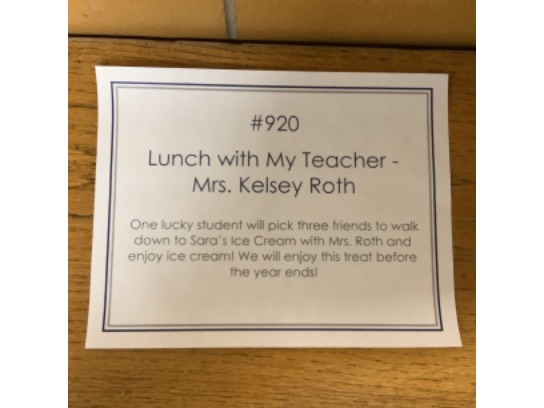 #920
Lunch with My Teacher -
Mrs. Kelsey Roth
One lucky student will pick three friends to walk
down to Sara's Ice Cream with Mrs. Roth and
enjoy ice cream! We will enjoy this treat before
the year ends!